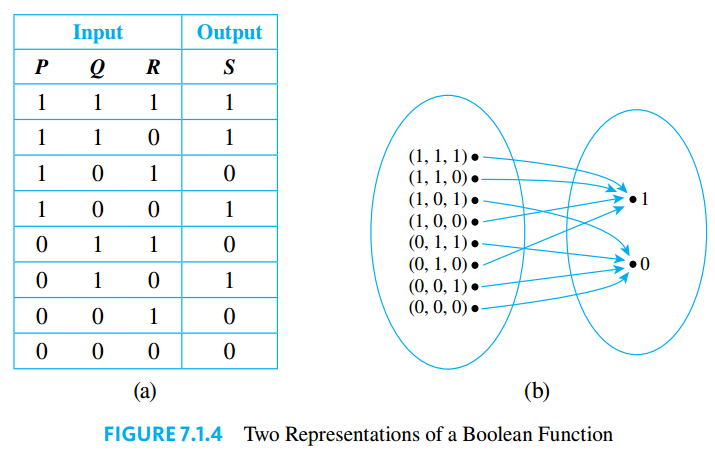 Input Output
P Q R S
1 1 1 1
1 1 0 1
1 0 1 0
1 0 0 1
0 1 1 0
0 1 0 1
0 0 1 0
0 0 0 0
(a)
(1, 1, 1)
(1, 1, 0)
(1, 0, 1)
(1, 0, 0)
(0, 1, 1)
(0, 1, 0)
(0, 0, 1)
(0, 0, 0)
1
0
(b)
FIGURE 7.1.4 Two Representations of a Boolean Function